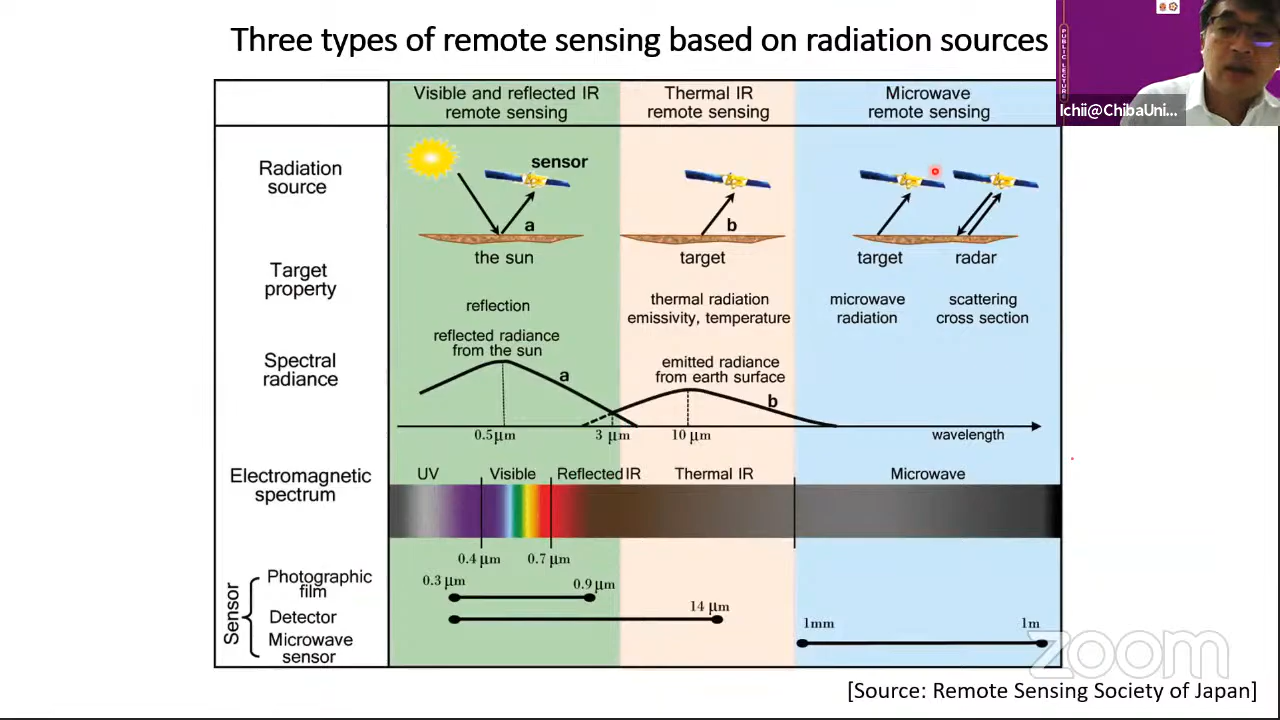 Three types of remote sensing based on radiation sources
PUBLIC LECTURE
Ichii@ChibaUni...
Visible and reflected IR
remote sensing
Thermal IR
remote sensing
Microwave
remote sensing
Radiation
source
sensor
a
b
the sun
target
target
radar
Target
property
reflection
thermal radiation
emissivity, temperature
microwave
radiation
scattering
cross section
Spectral
radiance
reflected radiance
from the sun
a
emitted radiance
from earth surface
b
0.5μm
3 μm
10 μm
wavelength
Electromagnetic
spectrum
UV
Visible
Reflected IR
Thermal IR
Microwave
0.4 μm
0.7 μm
Sensor
Photographic
film
0.3 μm
0.9 μm
Detector
14 μm
Microwave
sensor
1mm
1m
zoom
[Source: Remote Sensing Society of Japan]